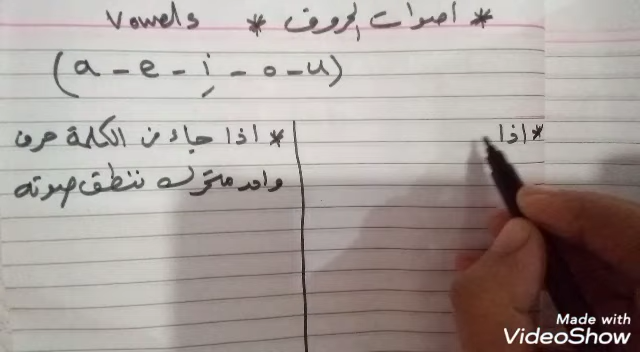 * أصوات الحروف * Vowels
(a - e - i - o - u)
* اذا
* اذا جاء في الكلمة حرف
واحد متحرك ننطق صوته
Made with
VideoShow